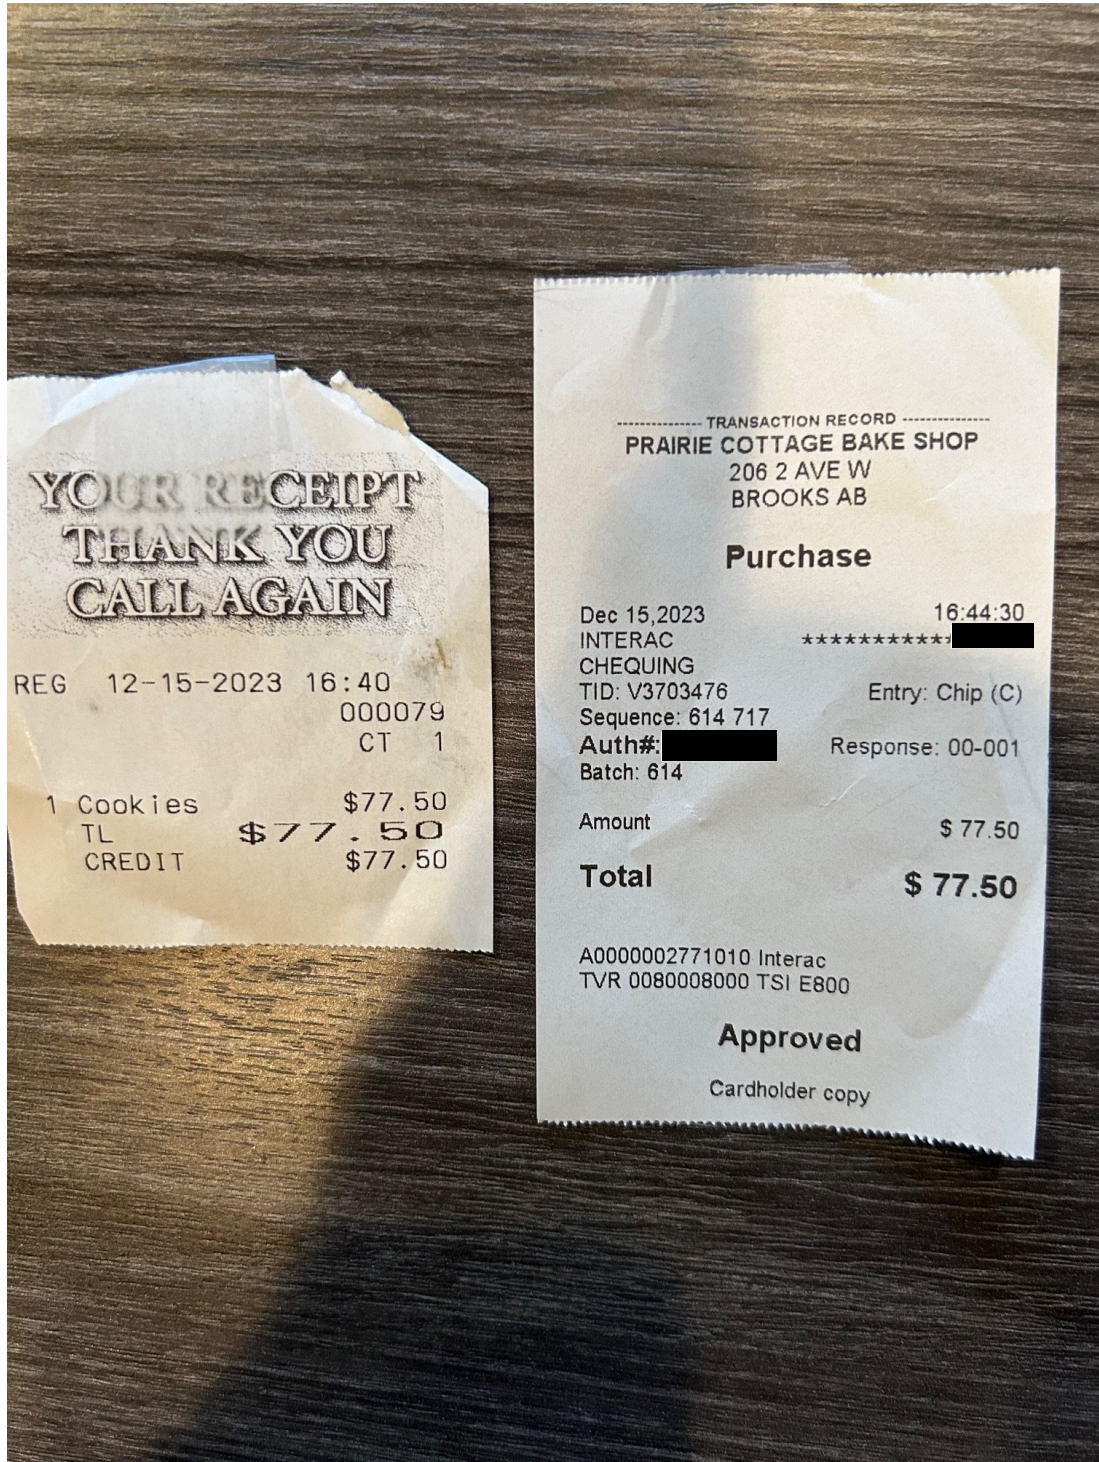 YOUR RECEIPT
THANK YOU
CALL AGAIN
REG 12-15-2023 16:40
000079
CT 1
1 Cookies $77.50
TL $77.50
CREDIT $77.50
-------------- TRANSACTION RECORD --------------
PRAIRIE COTTAGE BAKE SHOP
206 2 AVE W
BROOKS AB
Purchase
Dec 15,2023 16:44:30
INTERAC ***********
CHEQUING
TID: V3703476 Entry: Chip (C)
Sequence: 614 717
Auth#: Response: 00-001
Batch: 614
Amount $ 77.50
Total $ 77.50
A0000002771010 Interac
TVR 0080008000 TSI E800
Approved
Cardholder copy